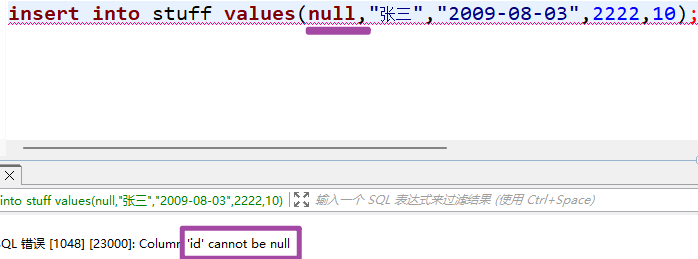 insert into stuff values(null,"张三","2009-08-03",2222,10);
into stuff values(null,"张三","2009-08-03",2222,10) 输入一个 SQL 表达式来过滤结果 (使用 Ctrl+Space)
QL 错误 [1048] [23000]: Column 'id' cannot be null